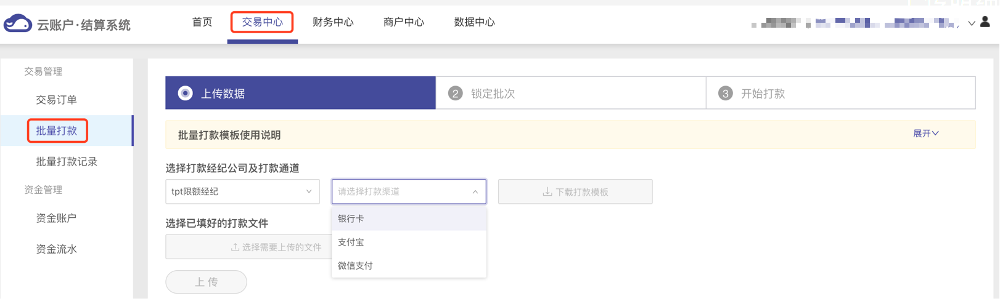 云账户·结算系统
首页 交易中心 财务中心 商户中心 数据中心
交易管理
交易订单
批量打款
批量打款记录
资金管理
资金账户
资金流水
上传数据
2 锁定批次
3 开始打款
批量打款模板使用说明
展开
选择打款经纪公司及打款通道
tpt限额经纪
请选择打款渠道
下载打款模板
银行卡
支付宝
微信支付
选择已填好的打款文件
选择需要上传的文件
上传